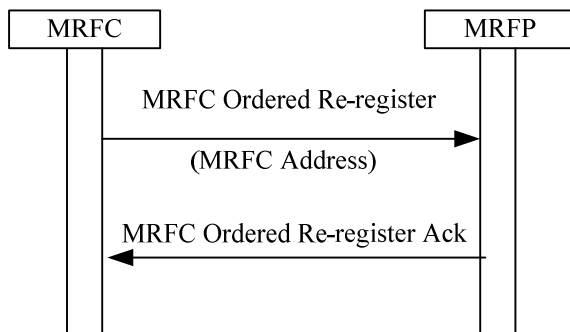 MRFC
MRFP
MRFC Ordered Re-register
(MRFC Address)
MRFC Ordered Re-register Ack